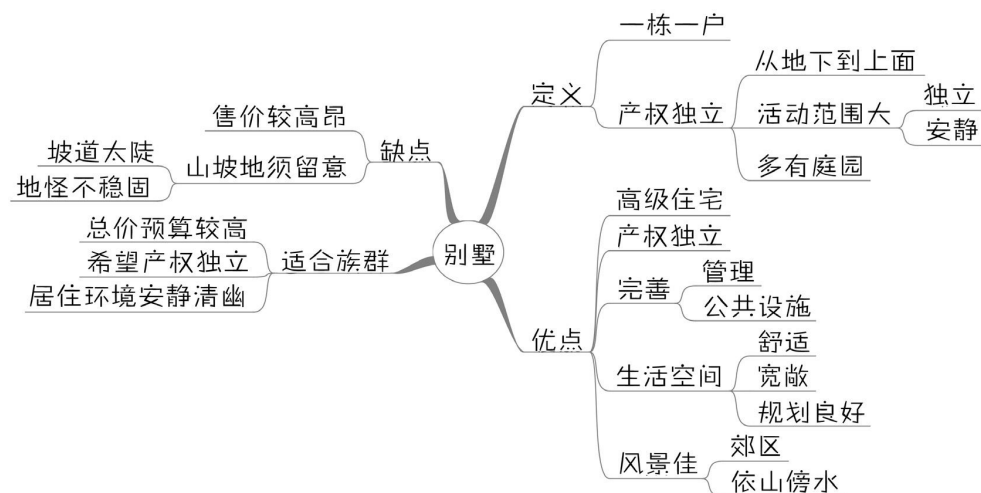 别墅
定义
一栋一户
产权独立
从地下到上面
活动范围大
独立
安静
多有庭园
优点
高级住宅
产权独立
完善
管理
公共设施
生活空间
舒适
宽敞
规划良好
风景佳
郊区
依山傍水
缺点
售价较高昂
山坡地须留意
坡道太陡
地怪不稳固
适合族群
总价预算较高
希望产权独立
居住环境安静清幽